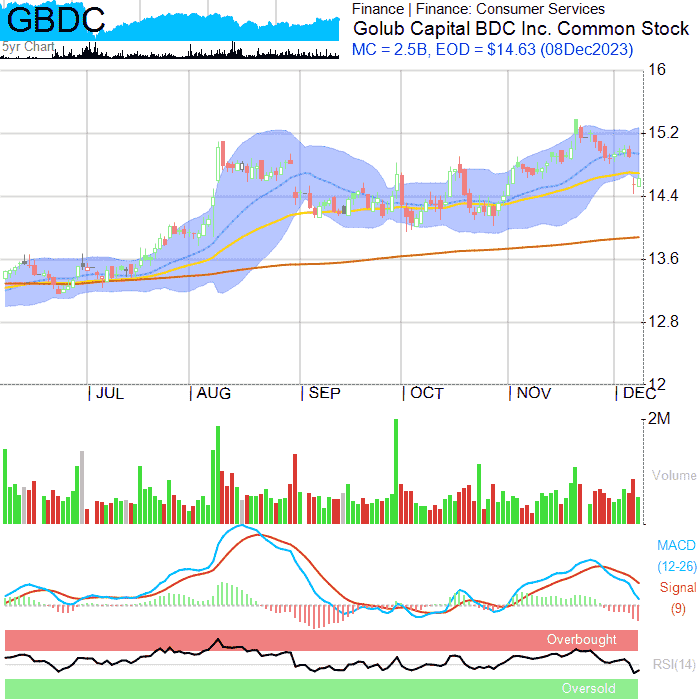 GBDC
5yr Chart
Finance | Finance: Consumer Services
Golub Capital BDC Inc. Common Stock
MC = 2.5B, EOD = $14.63 (08Dec2023)
16
15.2
14.4
13.6
12.8
12
JUL AUG SEP OCT NOV DEC
2M
Volume
MACD
(12-26)
Signal
(9)
Overbought
RSI(14)
Oversold